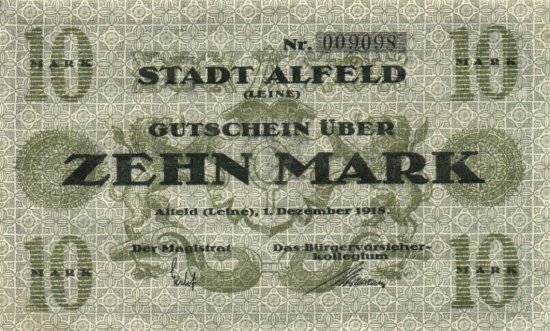 10 MARK
10 MARK
Nr. 009098
STADT ALFELD
(LEINE)
GUTSCHEIN ÜBER
ZEHN MARK
Alfeld (Leine), 1. Dezember 1918.
Der Magistrat
Das Bürgervorsteher-
kollegium
10 MARK
10 MARK